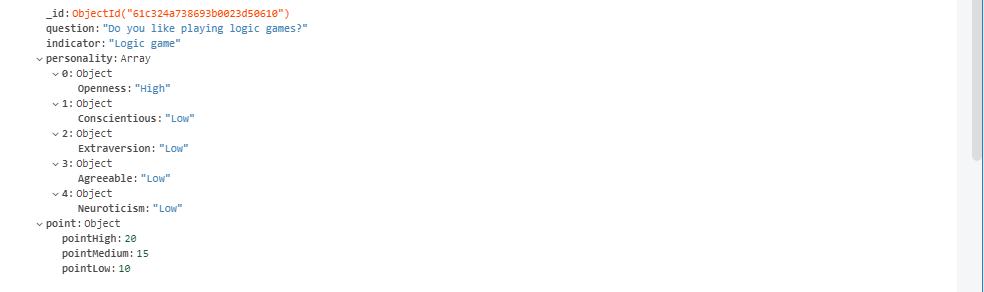 _id: ObjectId("61c324a738693b0023d50610")
question: "Do you like playing logic games?"
indicator: "Logic game"
personality: Array
0: Object
Openness: "High"
1: Object
Conscientious: "Low"
2: Object
Extraversion: "Low"
3: Object
Agreeable: "Low"
4: Object
Neuroticism: "Low"
point: Object
pointHigh: 20
pointMedium: 15
pointLow: 10